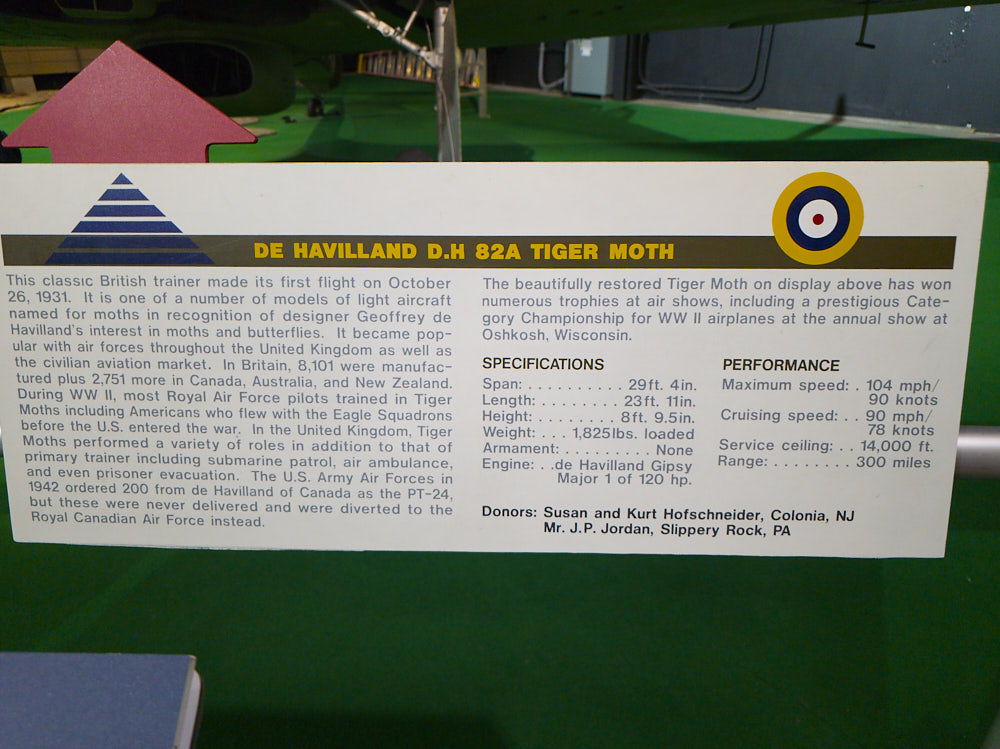 DE HAVILLAND D.H 82A TIGER MOTH
This classic British trainer made its first flight on October
26, 1931. It is one of a number of models of light aircraft
named for moths in recognition of designer Geoffrey de
Havilland's interest in moths and butterflies. It became pop-
ular with air forces throughout the United Kingdom as well as
the civilian aviation market. In Britain, 8,101 were manufac-
tured plus 2,751 more in Canada, Australia, and New Zealand.
During WW II, most Royal Air Force pilots trained in Tiger
Moths including Americans who flew with the Eagle Squadrons
before the U.S. entered the war. In the United Kingdom, Tiger
Moths performed a variety of roles in addition to that of
primary trainer including submarine patrol, air ambulance,
and even prisoner evacuation. The U.S. Army Air Forces in
1942 ordered 200 from de Havilland of Canada as the PT-24,
but these were never delivered and were diverted to the
Royal Canadian Air Force instead.
The beautifully restored Tiger Moth on display above has won
numerous trophies at air shows, including a prestigious Cate-
gory Championship for WW II airplanes at the annual show at
Oshkosh, Wisconsin.
SPECIFICATIONS
Span: . . . . . . . . . . 29ft. 4in.
Length: . . . . . . . . . 23ft. 11in.
Height: . . . . . . . . . 8ft. 9.5in.
Weight: . . . 1,825lbs. loaded
Armament: . . . . . . . . . None
Engine: . .de Havilland Gipsy
Major 1 of 120 hp.
PERFORMANCE
Maximum speed: . 104 mph/
90 knots
Cruising speed: . . 90 mph/
78 knots
Service ceiling: . . 14,000 ft.
Range: . . . . . . . . 300 miles
Donors: Susan and Kurt Hofschneider, Colonia, NJ
Mr. J.P. Jordan, Slippery Rock, PA